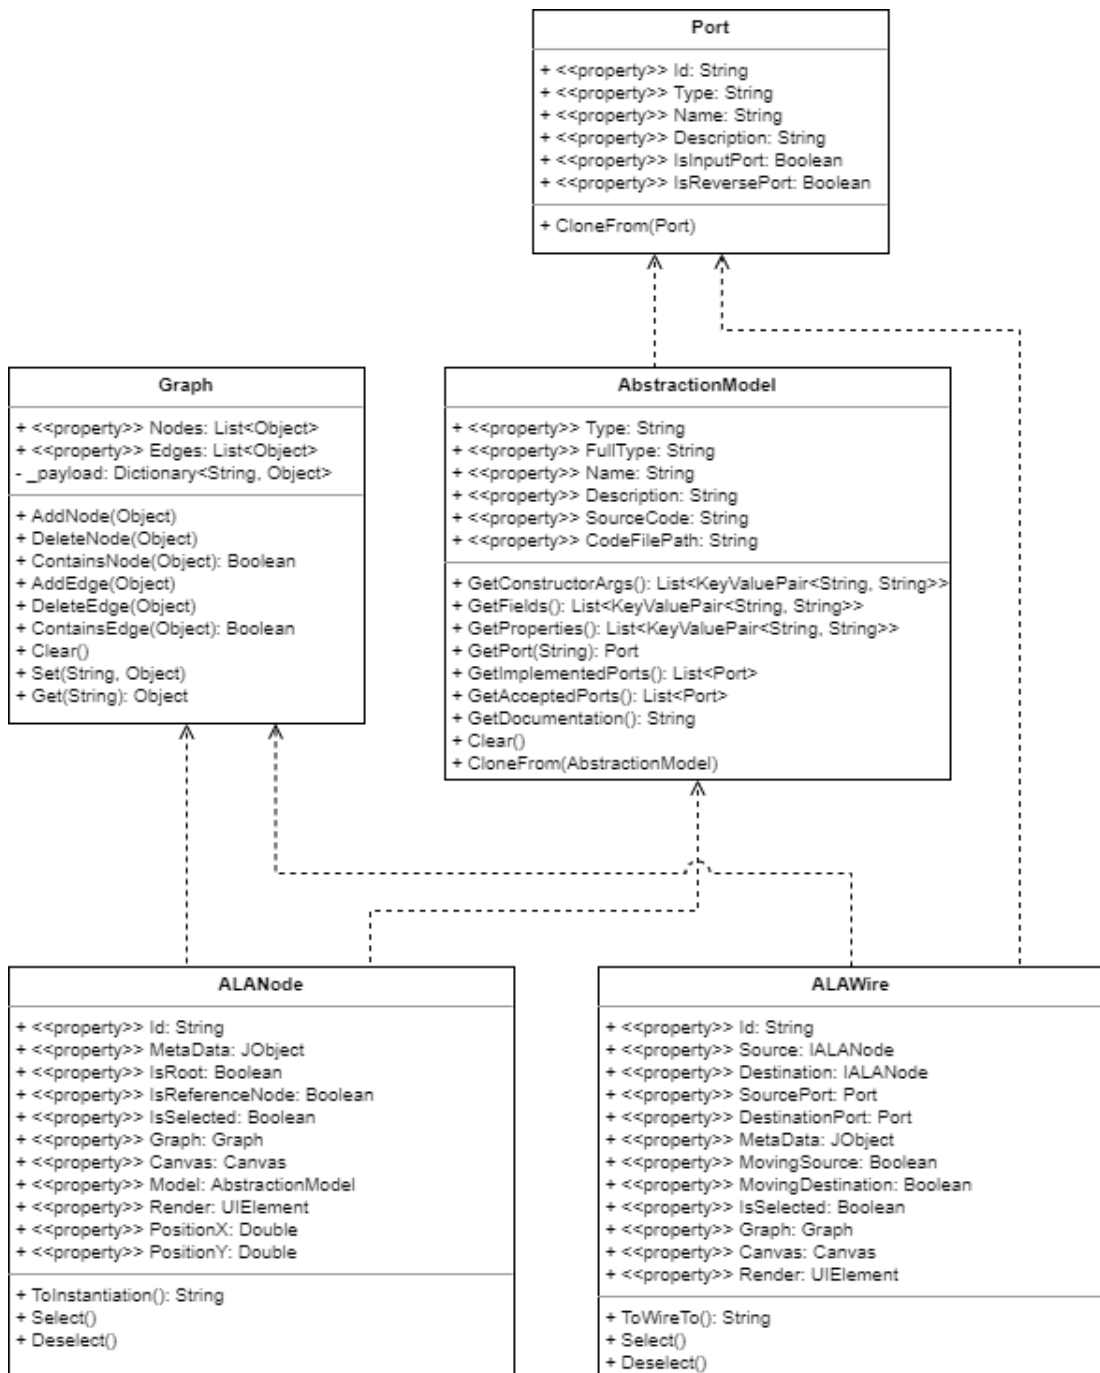 Port
+ <<property>> Id: String
+ <<property>> Type: String
+ <<property>> Name: String
+ <<property>> Description: String
+ <<property>> IsInputPort: Boolean
+ <<property>> IsReversePort: Boolean
+ CloneFrom(Port)
Graph
+ <<property>> Nodes: List<Object>
+ <<property>> Edges: List<Object>
- _payload: Dictionary<String, Object>
+ AddNode(Object)
+ DeleteNode(Object)
+ ContainsNode(Object): Boolean
+ AddEdge(Object)
+ DeleteEdge(Object)
+ ContainsEdge(Object): Boolean
+ Clear()
+ Set(String, Object)
+ Get(String): Object
AbstractionModel
+ <<property>> Type: String
+ <<property>> FullType: String
+ <<property>> Name: String
+ <<property>> Description: String
+ <<property>> SourceCode: String
+ <<property>> CodeFilePath: String
+ GetConstructorArgs(): List<KeyValuePair<String, String>>
+ GetFields(): List<KeyValuePair<String, String>>
+ GetProperties(): List<KeyValuePair<String, String>>
+ GetPort(String): Port
+ GetImplementedPorts(): List<Port>
+ GetAcceptedPorts(): List<Port>
+ GetDocumentation(): String
+ Clear()
+ CloneFrom(AbstractionModel)
ALANode
+ <<property>> Id: String
+ <<property>> MetaData: JObject
+ <<property>> IsRoot: Boolean
+ <<property>> IsReferenceNode: Boolean
+ <<property>> IsSelected: Boolean
+ <<property>> Graph: Graph
+ <<property>> Canvas: Canvas
+ <<property>> Model: AbstractionModel
+ <<property>> Render: UIElement
+ <<property>> PositionX: Double
+ <<property>> PositionY: Double
+ ToInstantiation(): String
+ Select()
+ Deselect()
ALAWire
+ <<property>> Id: String
+ <<property>> Source: IALANode
+ <<property>> Destination: IALANode
+ <<property>> SourcePort: Port
+ <<property>> DestinationPort: Port
+ <<property>> MetaData: JObject
+ <<property>> MovingSource: Boolean
+ <<property>> MovingDestination: Boolean
+ <<property>> IsSelected: Boolean
+ <<property>> Graph: Graph
+ <<property>> Canvas: Canvas
+ <<property>> Render: UIElement
+ ToWireTo(): String
+ Select()
+ Deselect()